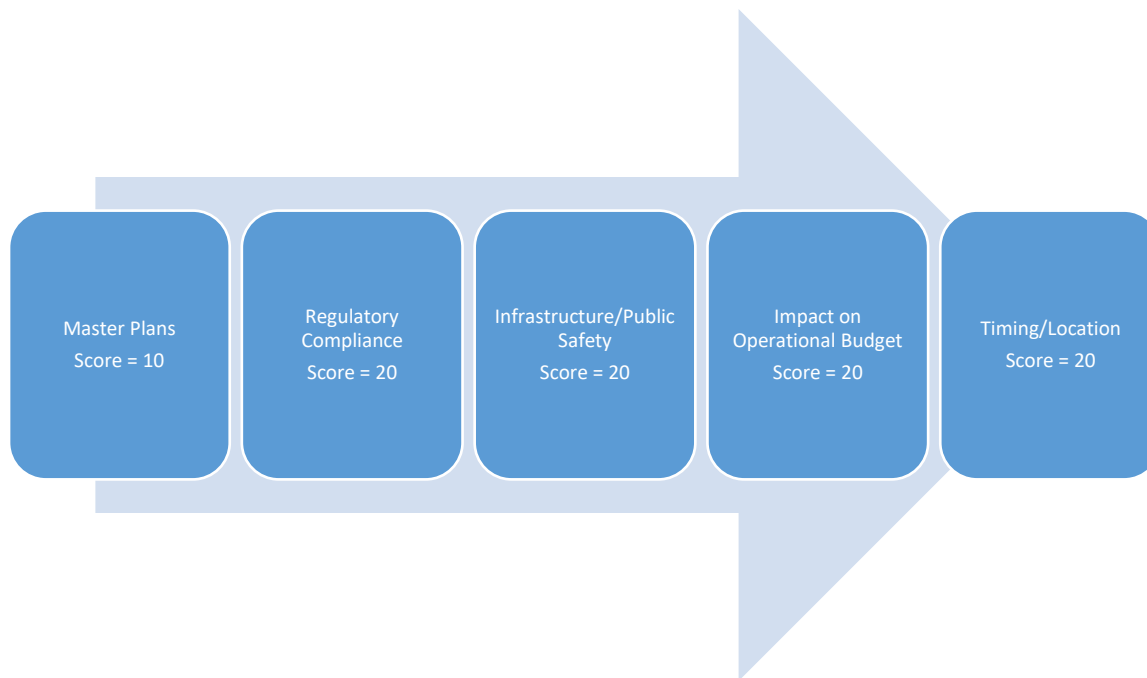 Master Plans
Score = 10
Regulatory
Compliance
Score = 20
Infrastructure/Public
Safety
Score = 20
Impact on
Operational Budget
Score = 20
Timing/Location
Score = 20